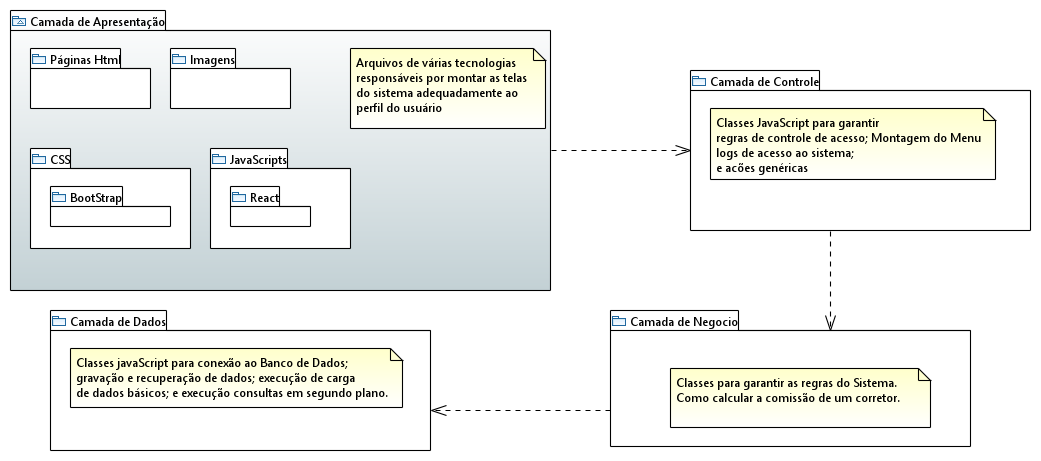 Camada de Apresentação
Páginas Html
Imagens
Arquivos de várias tecnologias
responsáveis por montar as telas
do sistema adequadamente ao
perfil do usuário
CSS
BootStrap
JavaScripts
React
Camada de Controle
Classes JavaScript para garantir
regras de controle de acesso; Montagem do Menu
logs de acesso ao sistema;
e acões genéricas
Camada de Dados
Classes javaScript para conexão ao Banco de Dados;
gravação e recuperação de dados; execução de carga
de dados básicos; e execução consultas em segundo plano.
Camada de Negocio
Classes para garantir as regras do Sistema.
Como calcular a comissão de um corretor.